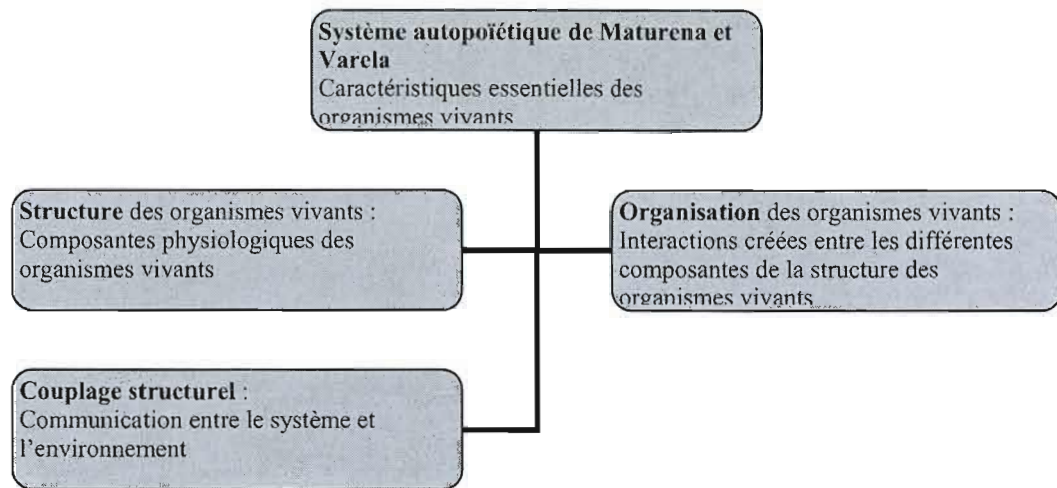 Système autopoïétique de Maturena et
Varela
Caractéristiques essentielles des
organismes vivants
Structure des organismes vivants :
Composantes physiologiques des
organismes vivants
Organisation des organismes vivants :
Interactions créées entre les différentes
composantes de la structure des
organismes vivants
Couplage structurel :
Communication entre le système et
l'environnement